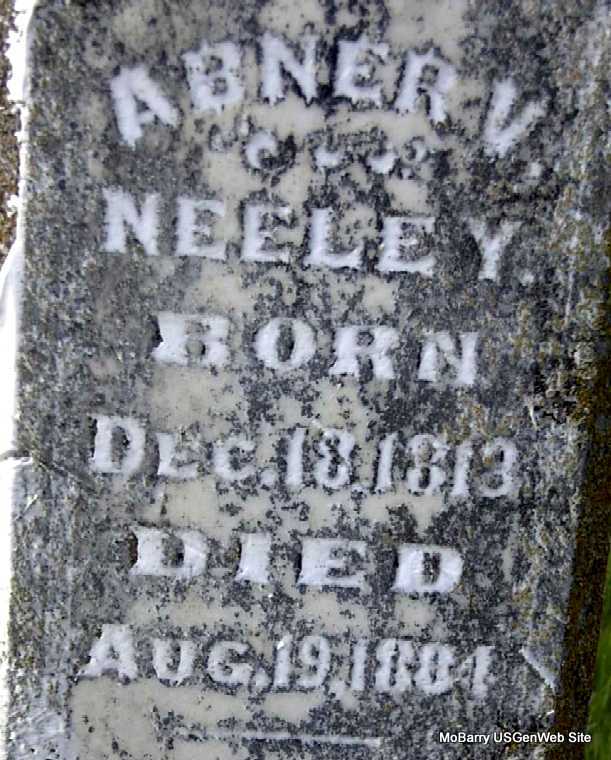 ABNER V.
NEELEY.
BORN
DEC. 18, 1813
DIED
AUG. 19, 1884
MoBarry USGenWeb Site